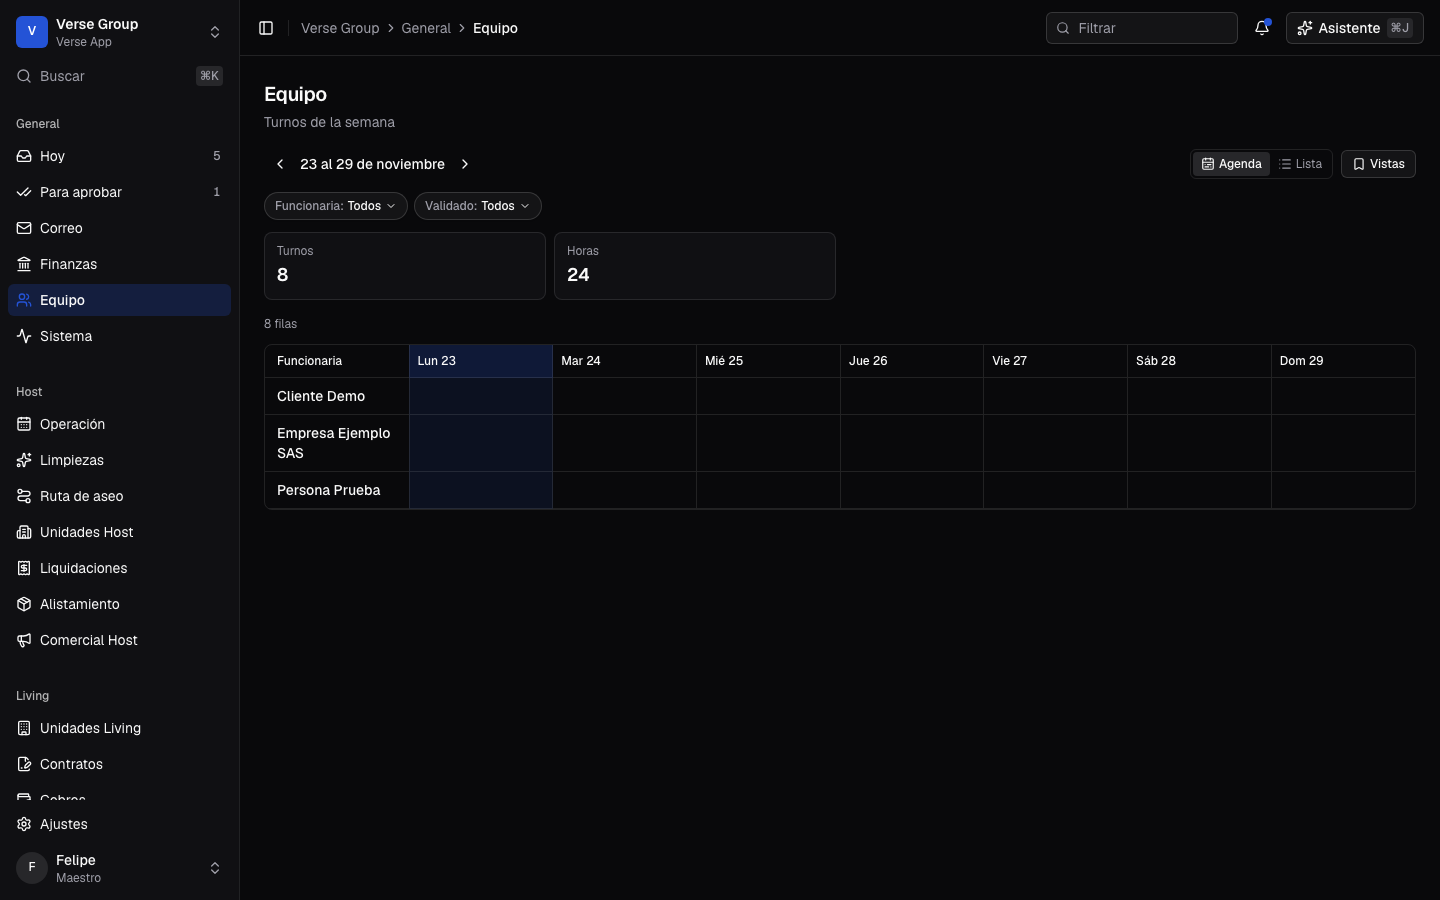 V
Verse Group
Verse App
Buscar
⌘K
General
Hoy
5
Para aprobar
1
Correo
Finanzas
Equipo
Sistema
Host
Operación
Limpiezas
Ruta de aseo
Unidades Host
Liquidaciones
Alistamiento
Comercial Host
Living
Unidades Living
Contratos
Cobros
Ajustes
F
Felipe
Maestro
Verse Group > General > Equipo
Filtrar
Asistente ⌘J
Equipo
Turnos de la semana
23 al 29 de noviembre
Agenda
Lista
Vistas
Funcionaria: Todos
Validado: Todos
Turnos
8
Horas
24
8 filas
Funcionaria
Lun 23
Mar 24
Mié 25
Jue 26
Vie 27
Sáb 28
Dom 29
Cliente Demo
Empresa Ejemplo
SAS
Persona Prueba